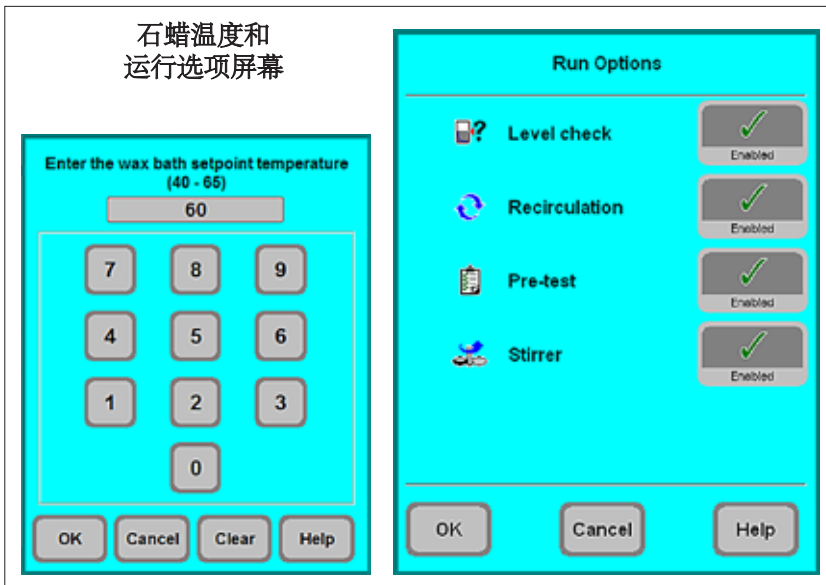 石蜡温度和
运行选项屏幕
Enter the wax bath setpoint temperature
(40 - 65)
60
7 8 9
4 5 6
1 2 3
0
OK Cancel Clear Help
Run Options
Level check
Enabled
Recirculation
Enabled
Pre-test
Enabled
Stirrer
Enabled
OK Cancel Help